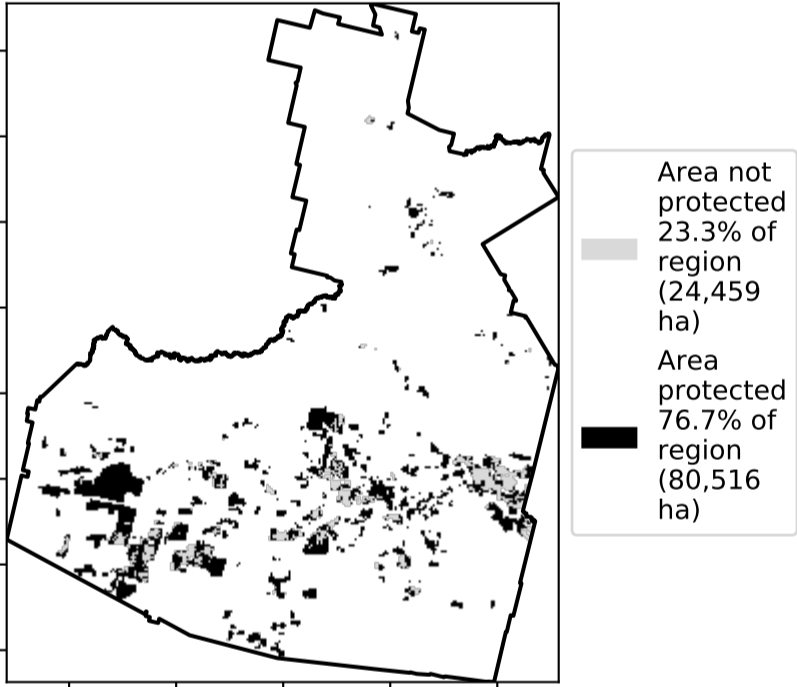 Area not
protected
23.3% of
region
(24,459
ha)
Area
protected
76.7% of
region
(80,516
ha)